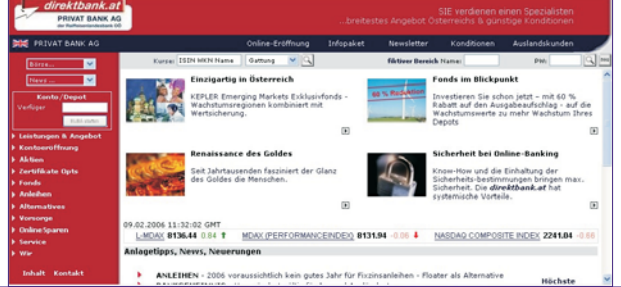 direktbank.at
PRIVAT BANK AG
der Raiffeisenlandesbank OÖ
SIE verdienen einen Spezialisten
...breitestes Angebot Österreichs & günstige Konditionen
PRIVAT BANK AG
Online-Eröffnung Infopaket Newsletter Konditionen Auslandskunden
Börse...
News ...
Konto/Depot
Verfüger
Kurse: ISIN WKN Name Gattung fiktiver Bereich Name: PW:
Leistungen & Angebot
Kontoeröffnung
Aktien
Zertifikate Opts
Fonds
Anleihen
Alternatives
Vorsorge
OnlineSparen
Service
Wir
Inhalt Kontakt
Einzigartig in Österreich
KEPLER Emerging Markets Exklusivfonds -
Wachstumsregionen kombiniert mit
Wertsicherung.
Fonds im Blickpunkt
60 % Reduktion
Investieren Sie schon jetzt - mit 60 %
Rabatt auf den Ausgabeaufschlag - auf die
Wachstumswerte zu mehr Wachstum Ihres
Depots
Renaissance des Goldes
Seit Jahrtausenden fasziniert der Glanz
des Goldes die Menschen.
Sicherheit bei Online-Banking
Know-How und die Einhaltung der
Sicherheits-bestimmungen bringen max.
Sicherheit. Die direktbank.at hat
systemische Vorteile.
09.02.2006 11:32:02 GMT
L-MDAX 8136.44 0.84 MDAX (PERFORMANCEINDEX) 8131.94 -0.06 NASDAQ COMPOSITE INDEX 2241.04 -0.66
Anlagetipps, News, Neuerungen
ANLEIHEN - 2006 voraussichtlich kein gutes Jahr für Fixzinsanleihen - Floater als Alternative
Höchste